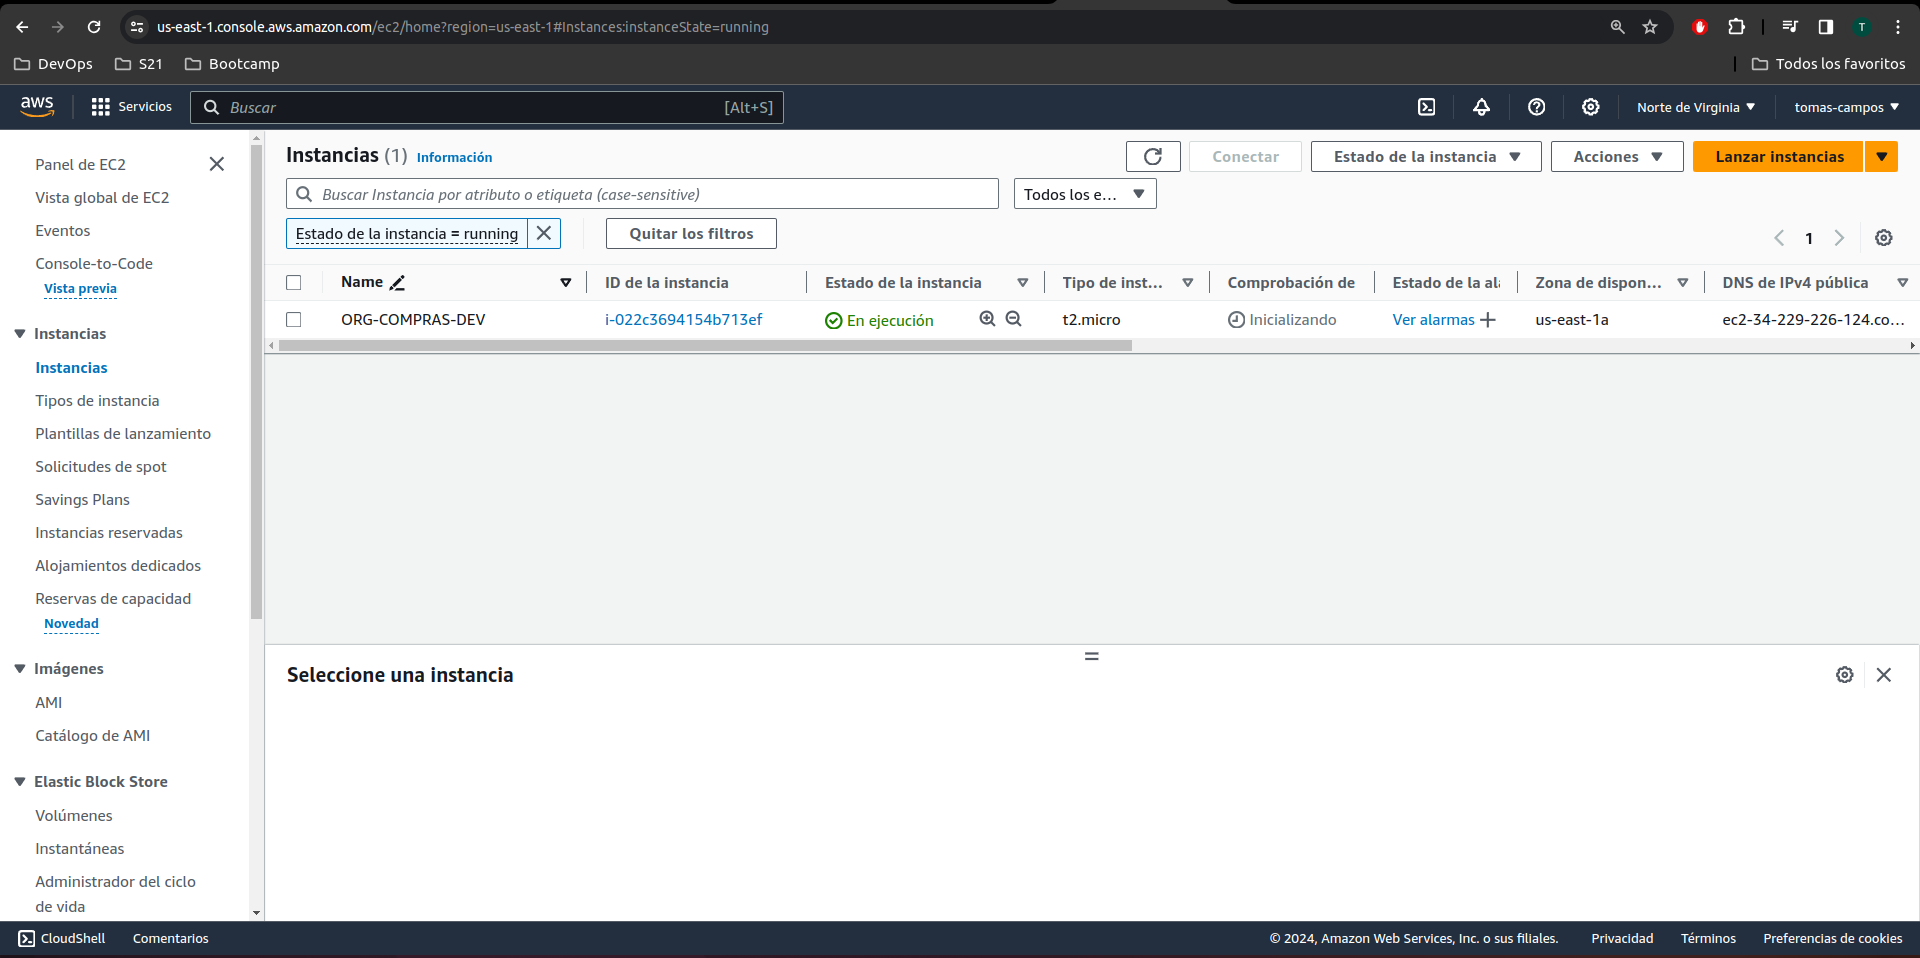 us-east-1.console.aws.amazon.com/ec2/home?region=us-east-1#Instances:instanceState=running
T
DevOps S21 Bootcamp Todos los favoritos
aws Servicios Buscar [Alt+S] Norte de Virginia tomas-campos
Panel de EC2
Vista global de EC2
Eventos
Console-to-Code
Vista previa
Instancias
Instancias
Tipos de instancia
Plantillas de lanzamiento
Solicitudes de spot
Savings Plans
Instancias reservadas
Alojamientos dedicados
Reservas de capacidad
Novedad
Imágenes
AMI
Catálogo de AMI
Elastic Block Store
Volúmenes
Instantáneas
Administrador del ciclo
de vida
Instancias (1) Información Conectar Estado de la instancia Acciones Lanzar instancias
Buscar Instancia por atributo o etiqueta (case-sensitive) Todos los e...
Estado de la instancia = running Quitar los filtros 1
Name ID de la instancia Estado de la instancia Tipo de inst... Comprobación de Estado de la al Zona de dispon... DNS de IPv4 pública
ORG-COMPRAS-DEV i-022c3694154b713ef En ejecución t2.micro Inicializando Ver alarmas + us-east-1a ec2-34-229-226-124.co...
Seleccione una instancia
CloudShell Comentarios © 2024, Amazon Web Services, Inc. o sus filiales. Privacidad Términos Preferencias de cookies